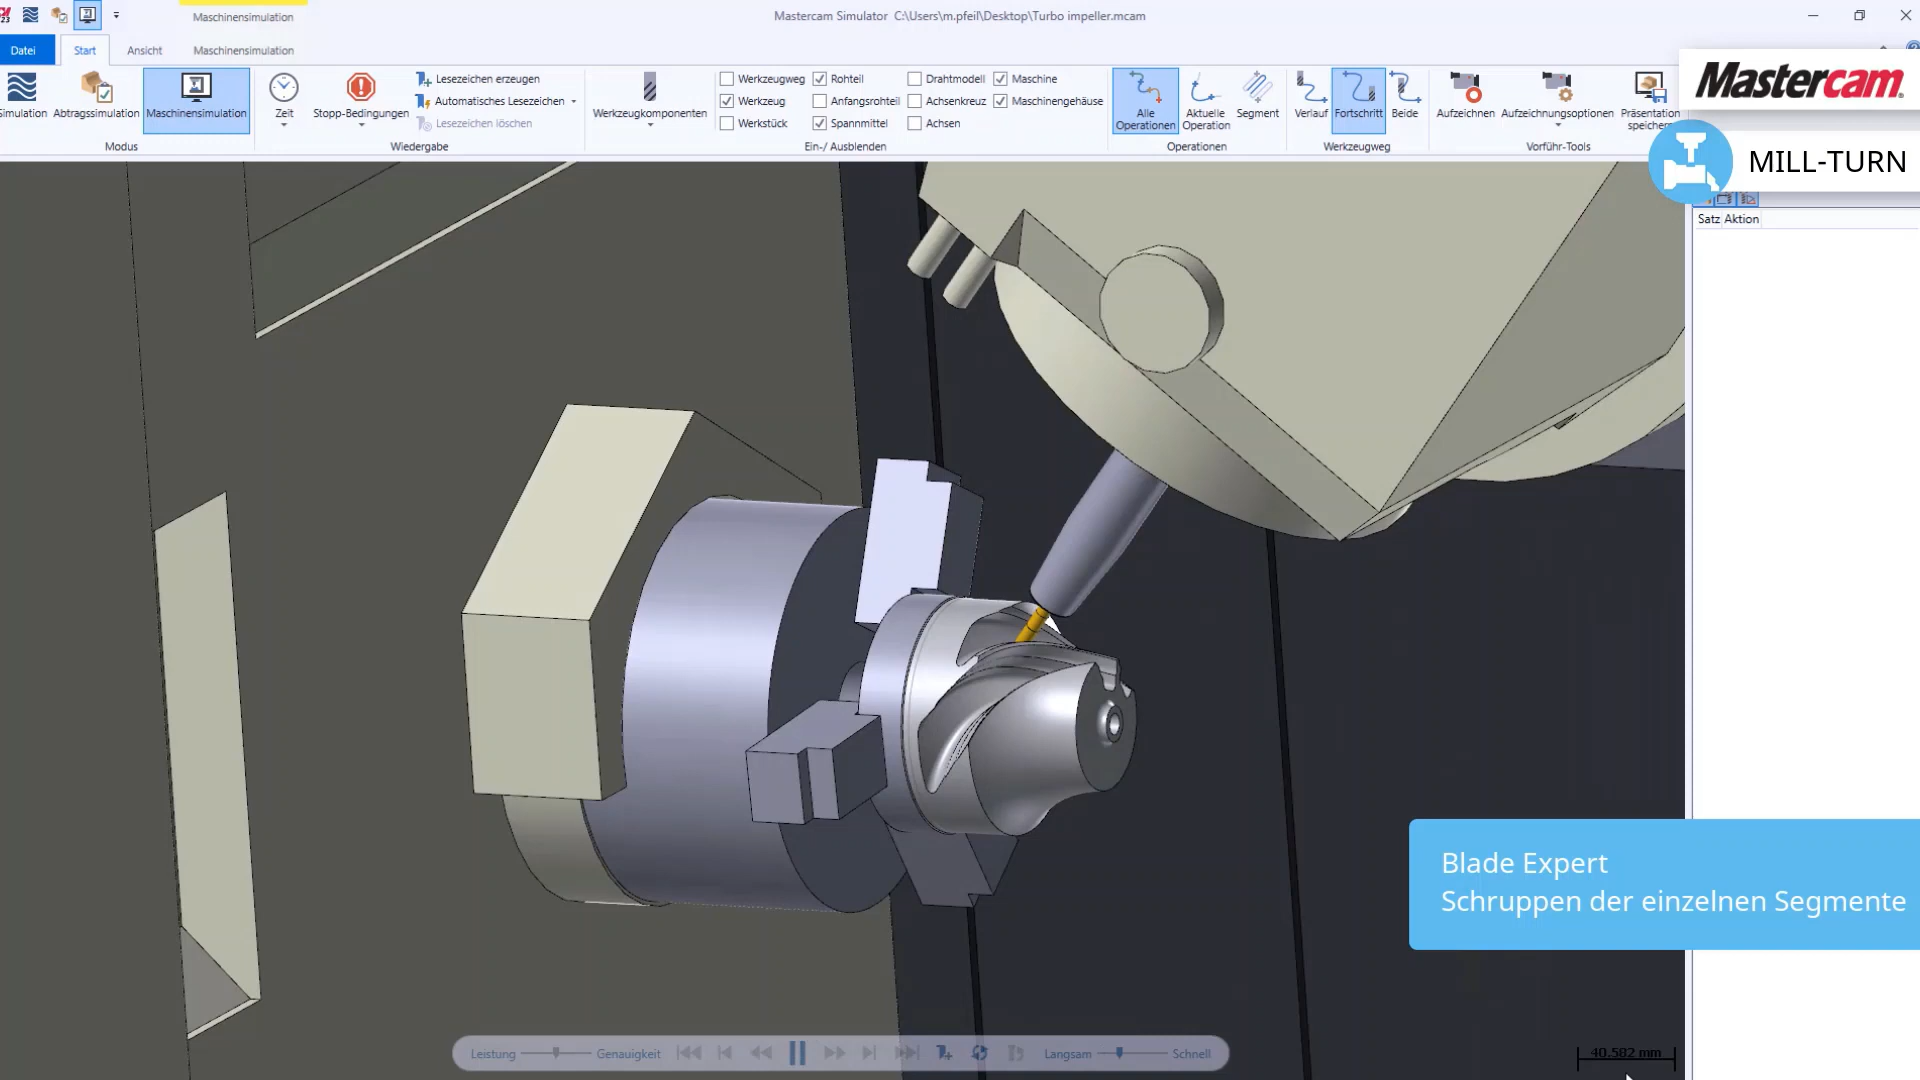 Maschinensimulation
Mastercam Simulator C:\Users\m.pfeil\Desktop\Turbo impeller.mcam
Datei
Start
Ansicht
Maschinensimulation
Simulation
Abtragssimulation
Maschinensimulation
Modus
Zeit
Stopp-Bedingungen
Lesezeichen erzeugen
Automatisches Lesezeichen
Lesezeichen löschen
Wiedergabe
Werkzeugkomponenten
Werkzeugweg
Werkzeug
Werkstück
Rohteil
Anfangsrohteil
Spannmittel
Drahtmodell
Achsenkreuz
Achsen
Maschine
Maschinengehäuse
Ein-/ Ausblenden
Alle
Operationen
Aktuelle
Operation
Segment
Operationen
Verlauf
Fortschritt
Beide
Werkzeugweg
Aufzeichnen
Aufzeichnungsoptionen
Präsentation
speichern
Vorführ-Tools
Mastercam.
MILL-TURN
Satz Aktion
Blade Expert
Schruppen der einzelnen Segmente
Leistung
Genauigkeit
Langsam
Schnell
40.582 mm